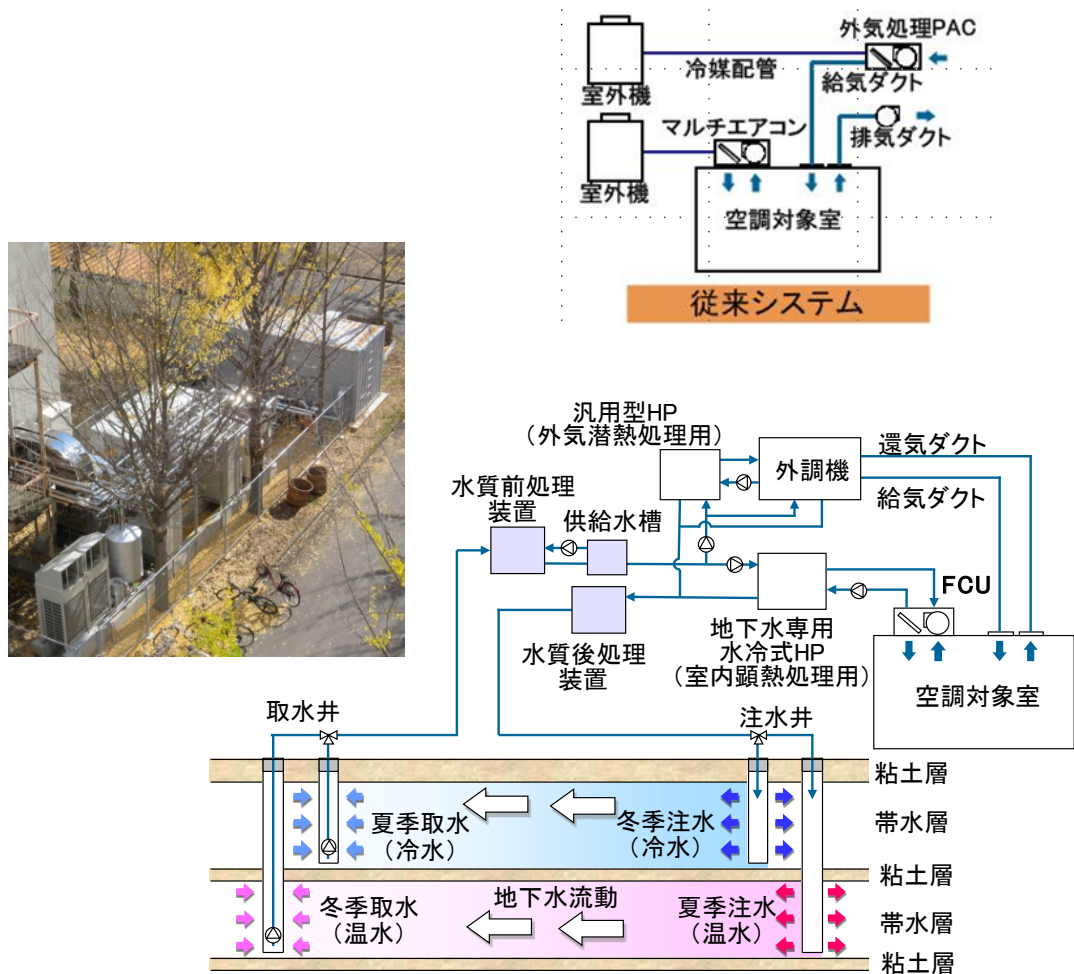 外気処理PAC
冷媒配管
給気ダクト
室外機
マルチエアコン
排気ダクト
室外機
空調対象室
従来システム
汎用型HP
（外気潜熱処理用）
外調機
還気ダクト
給気ダクト
水質前処理
装置
供給水槽
FCU
水質後処理
装置
地下水専用
水冷式HP
（室内顕熱処理用）
空調対象室
取水井
注水井
粘土層
夏季取水
（冷水）
冬季注水
（冷水）
帯水層
粘土層
地下水流動
冬季取水
（温水）
夏季注水
（温水）
帯水層
粘土層